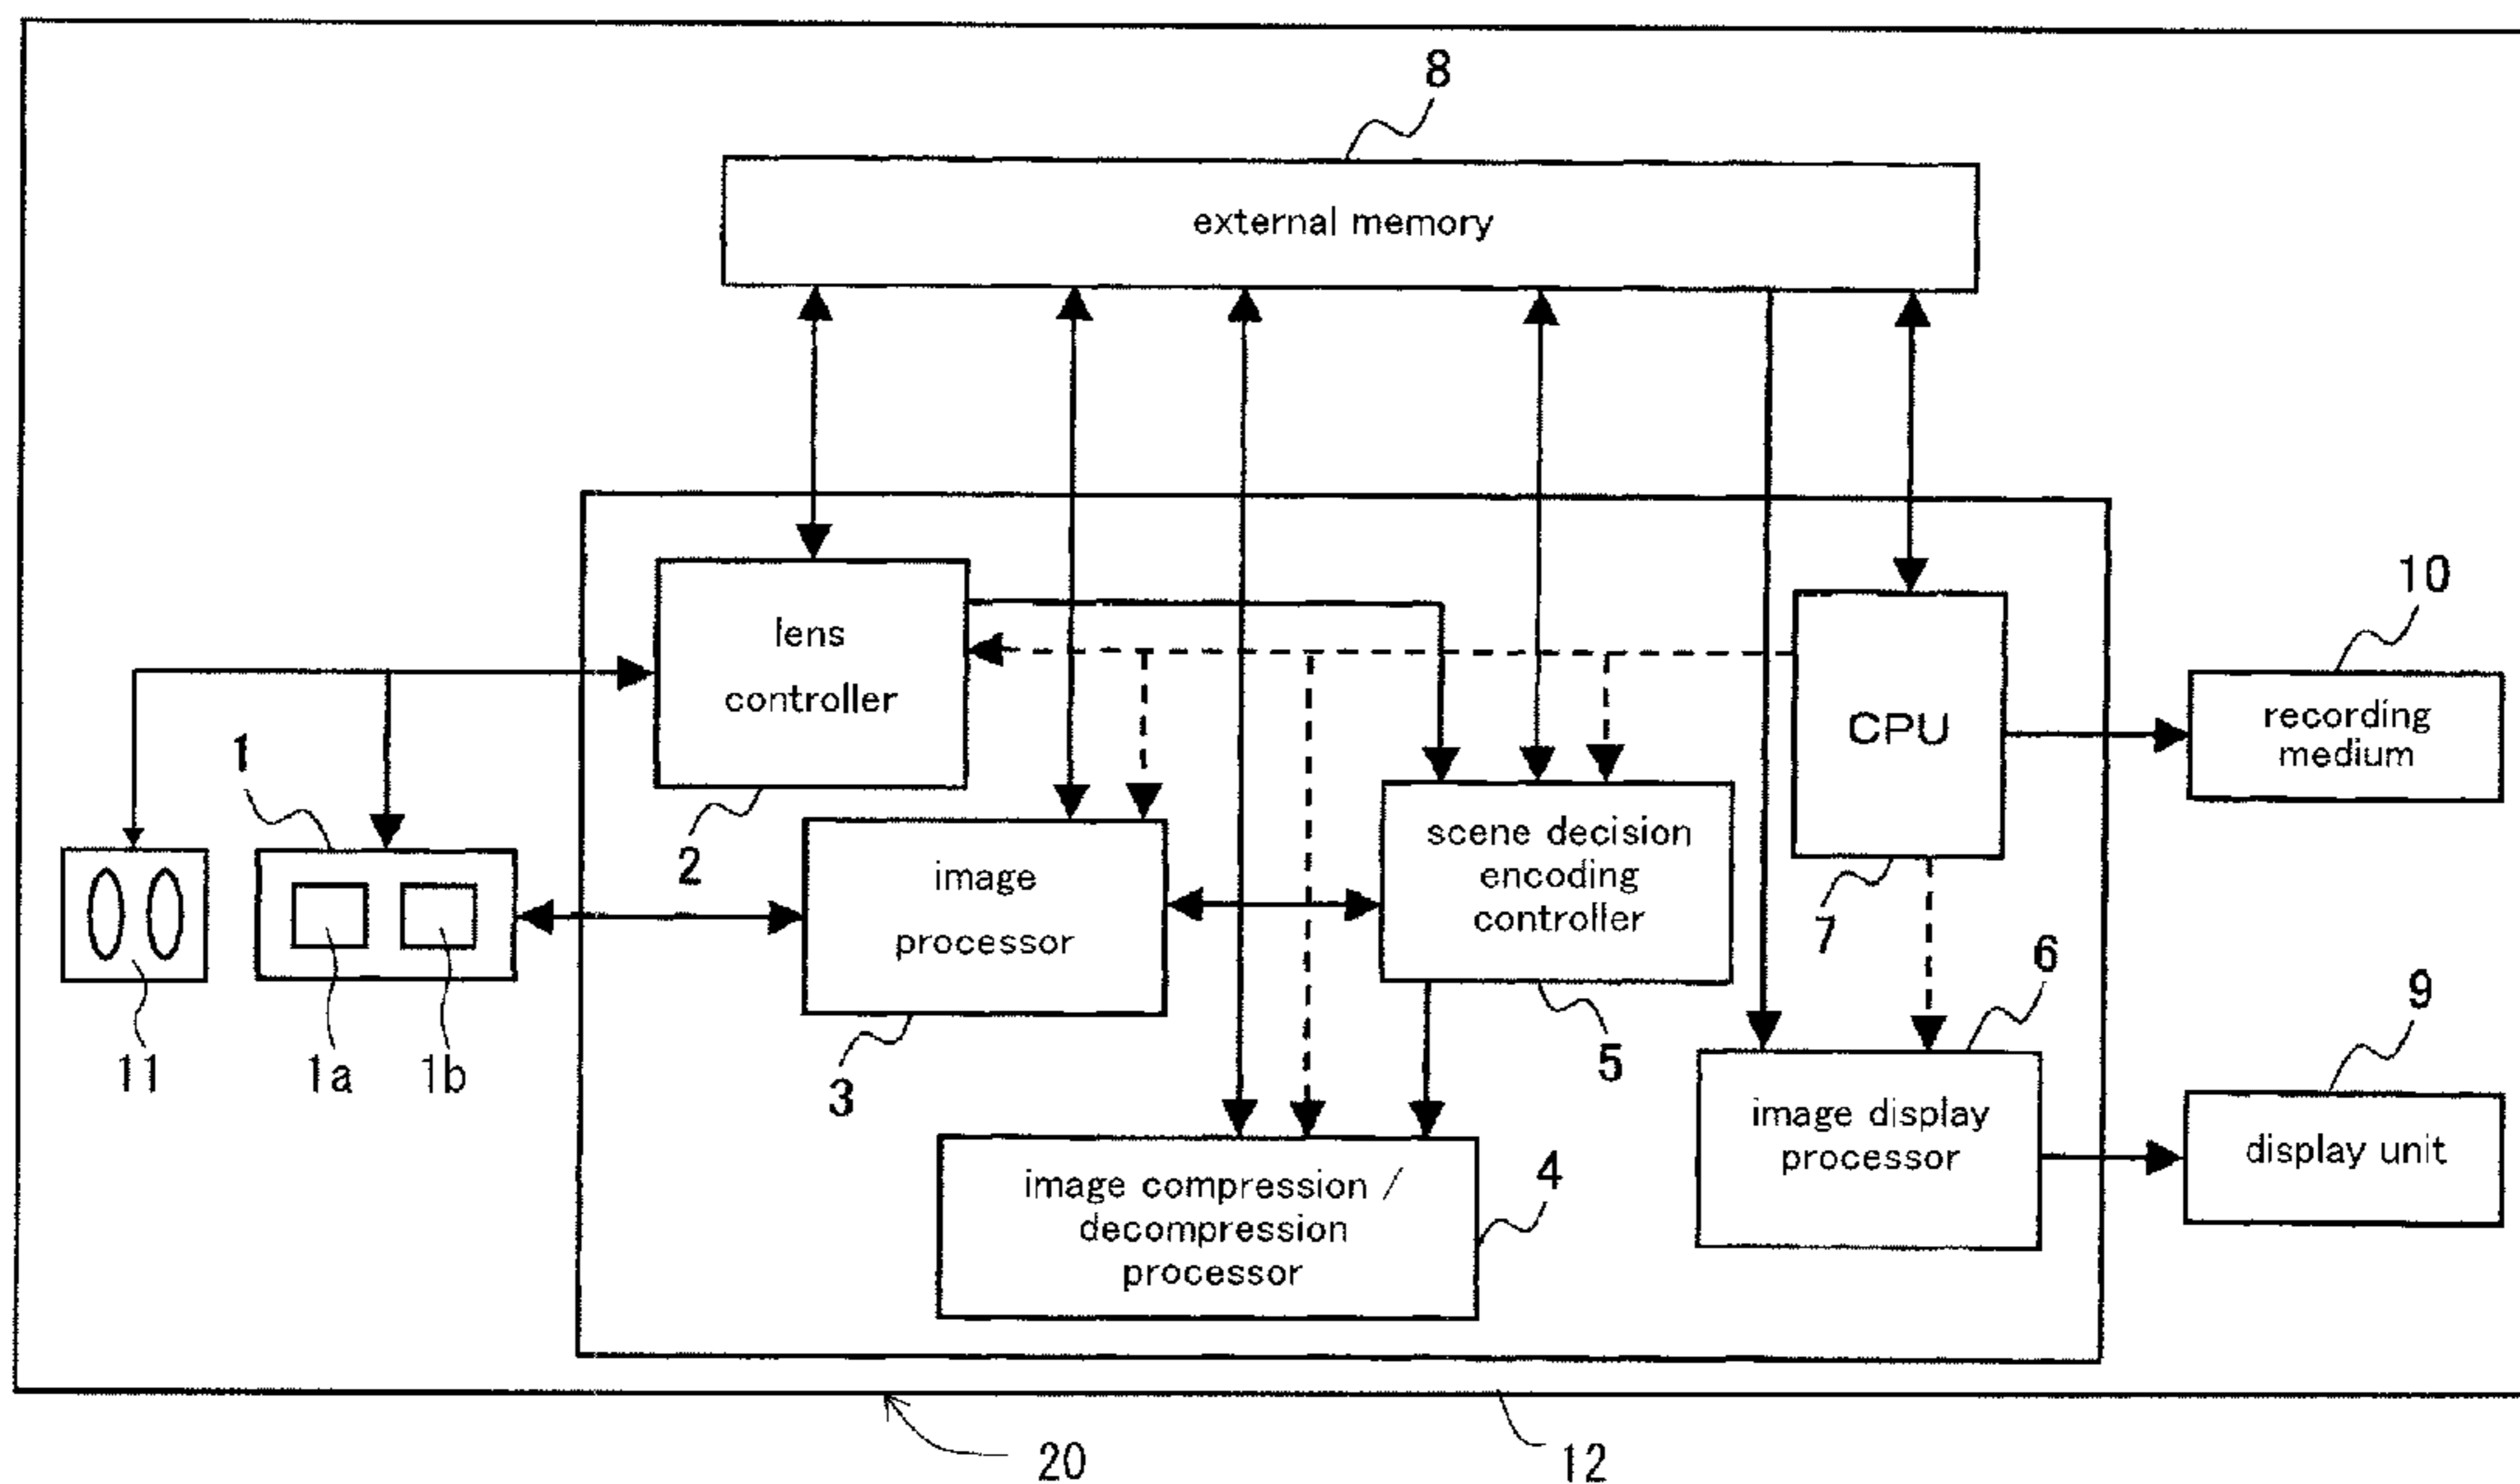 8
external memory
lens
controller
10
CPU
recording
medium
1
2
scene decision
encoding
controller
image
processor
7
6
9
11
1a
1b
3
5
image display
processor
display unit
image compression /
decompression
processor
4
20
12